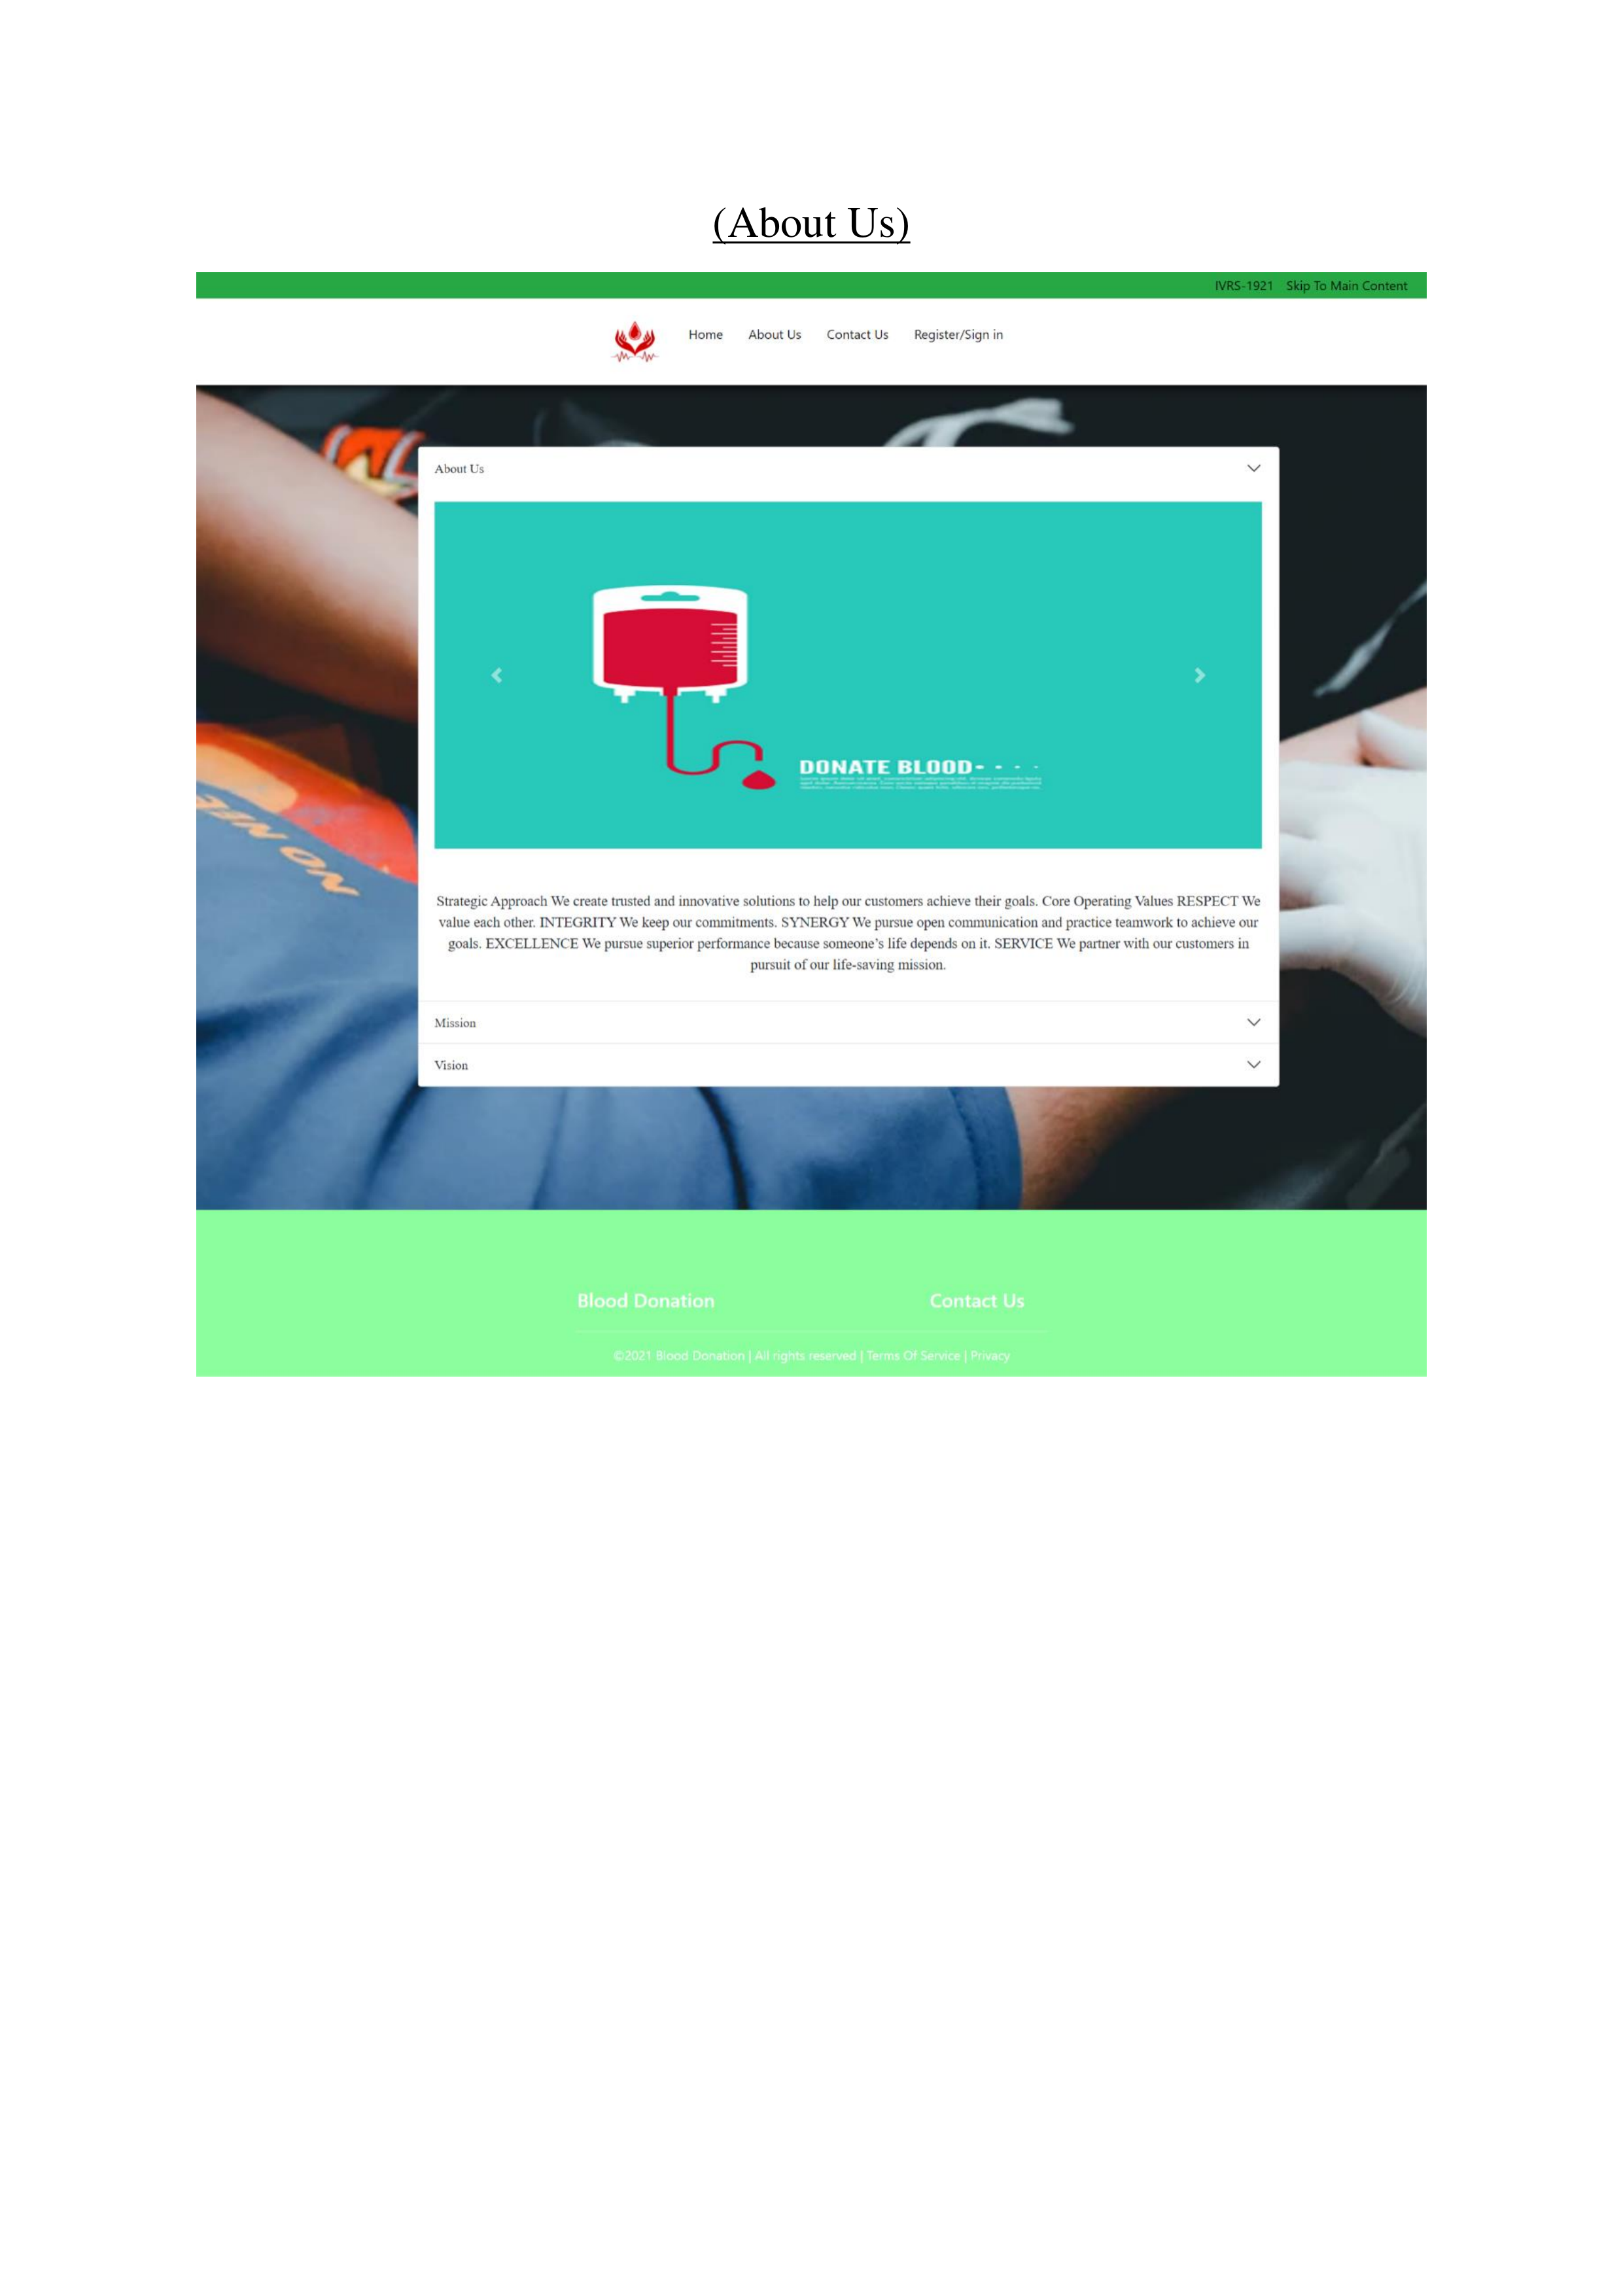 (About Us)
IVRS-1921 Skip To Main Content
Home About Us Contact Us Register/Sign in
About Us
DONATE BLOOD
NO NE
Strategic Approach We create trusted and innovative solutions to help our customers achieve their goals. Core Operating Values RESPECT We
value each other. INTEGRITY We keep our commitments. SYNERGY We pursue open communication and practice teamwork to achieve our
goals. EXCELLENCE We pursue superior performance because someone's life depends on it. SERVICE We partner with our customers in
pursuit of our life-saving mission.
Mission
Vision
Blood Donation Contact Us
©2021 Blood Donation | All rights reserved | Terms Of Service | Privacy